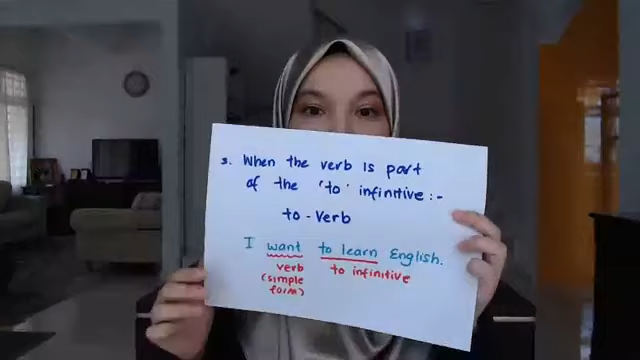 3. When the verb is part
of the 'to' infinitive :-
to - verb
I want to learn English.
verb to infinitive
(simple
form)